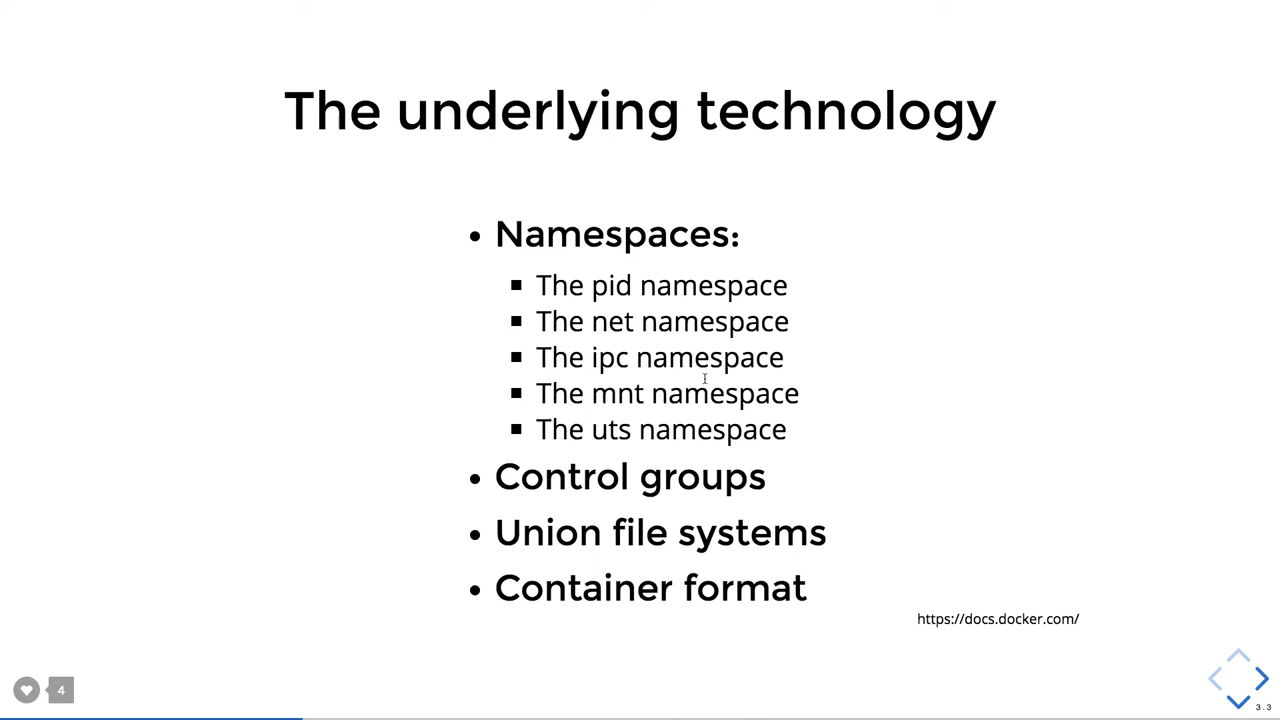 The underlying technology
Namespaces:
The pid namespace
The net namespace
The ipc namespace
The mnt namespace
The uts namespace
Control groups
Union file systems
Container format
https://docs.docker.com/
4
3.3